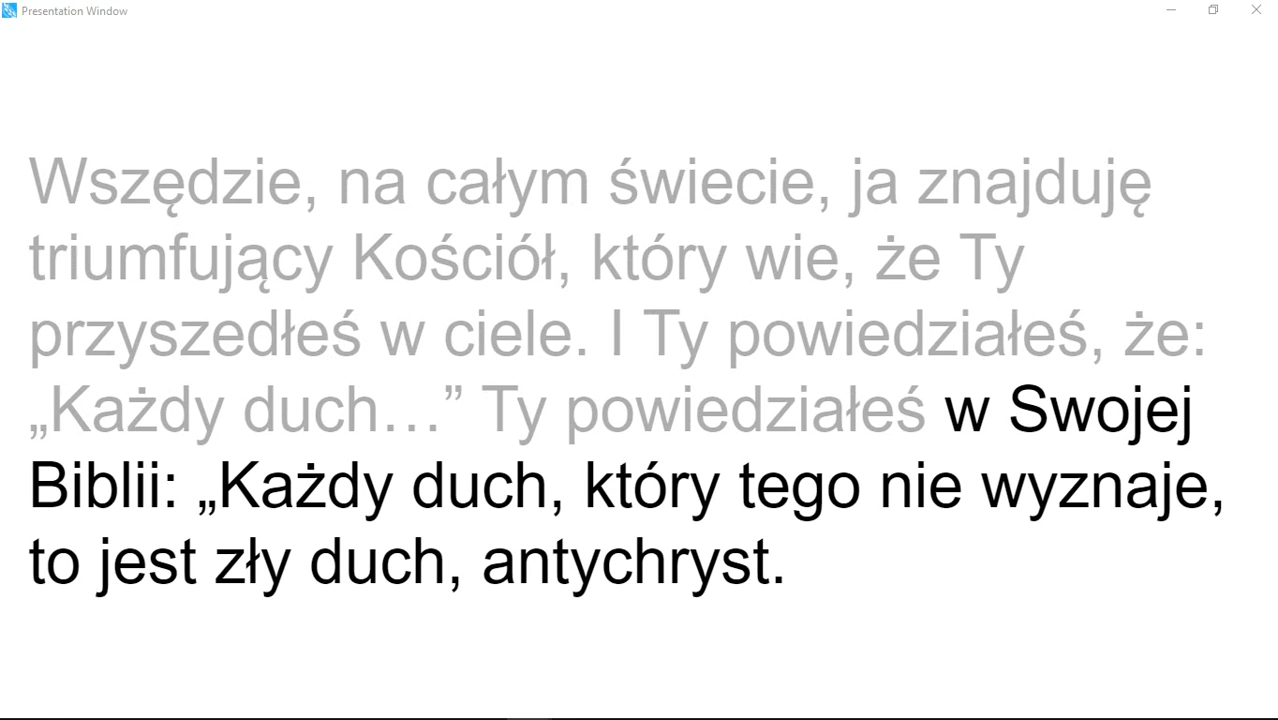 Presentation Window
Wszędzie, na całym świecie, ja znajduję
triumfujący Kościół, który wie, że Ty
przyszedłeś w ciele. I Ty powiedziałeś, że:
„Każdy duch…” Ty powiedziałeś w Swojej
Biblii: „Każdy duch, który tego nie wyznaje,
to jest zły duch, antychryst.